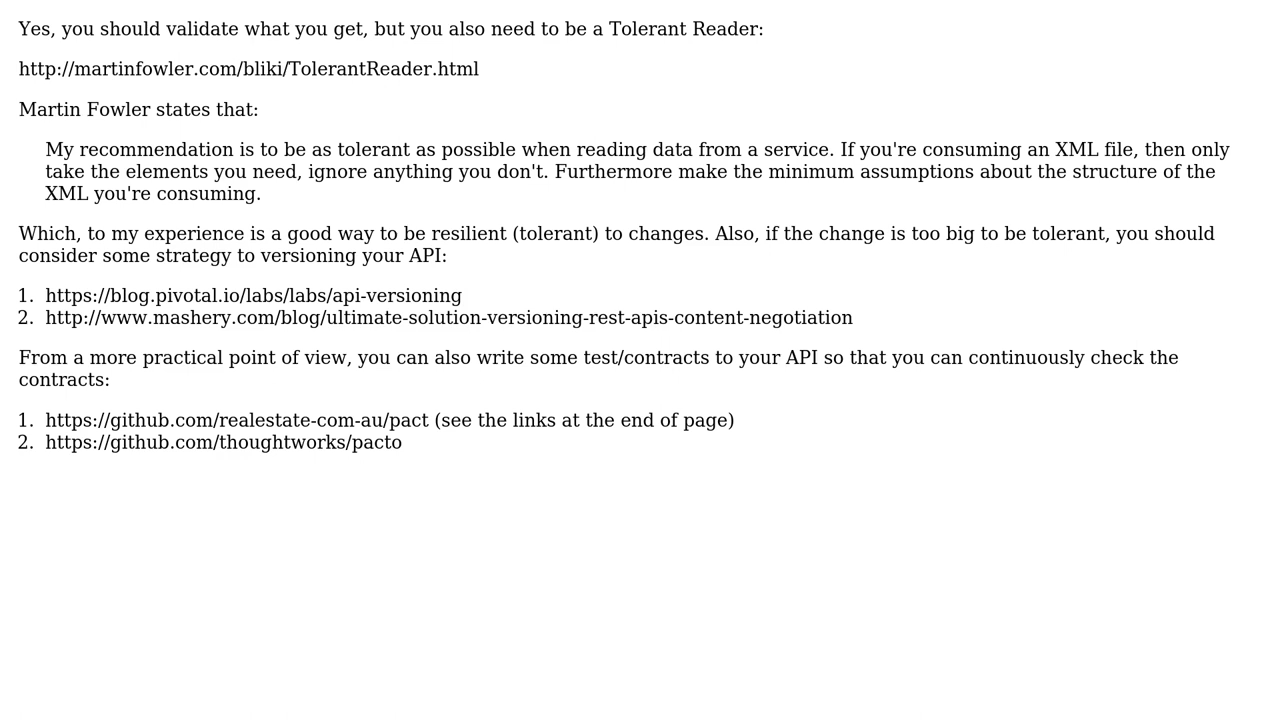 Yes, you should validate what you get, but you also need to be a Tolerant Reader:
http://martinfowler.com/bliki/TolerantReader.html
Martin Fowler states that:
My recommendation is to be as tolerant as possible when reading data from a service. If you're consuming an XML file, then only
take the elements you need, ignore anything you don't. Furthermore make the minimum assumptions about the structure of the
XML you're consuming.
Which, to my experience is a good way to be resilient (tolerant) to changes. Also, if the change is too big to be tolerant, you should
consider some strategy to versioning your API:
1. https://blog.pivotal.io/labs/labs/api-versioning
2. http://www.mashery.com/blog/ultimate-solution-versioning-rest-apis-content-negotiation
From a more practical point of view, you can also write some test/contracts to your API so that you can continuously check the
contracts:
1. https://github.com/realestate-com-au/pact (see the links at the end of page)
2. https://github.com/thoughtworks/pacto